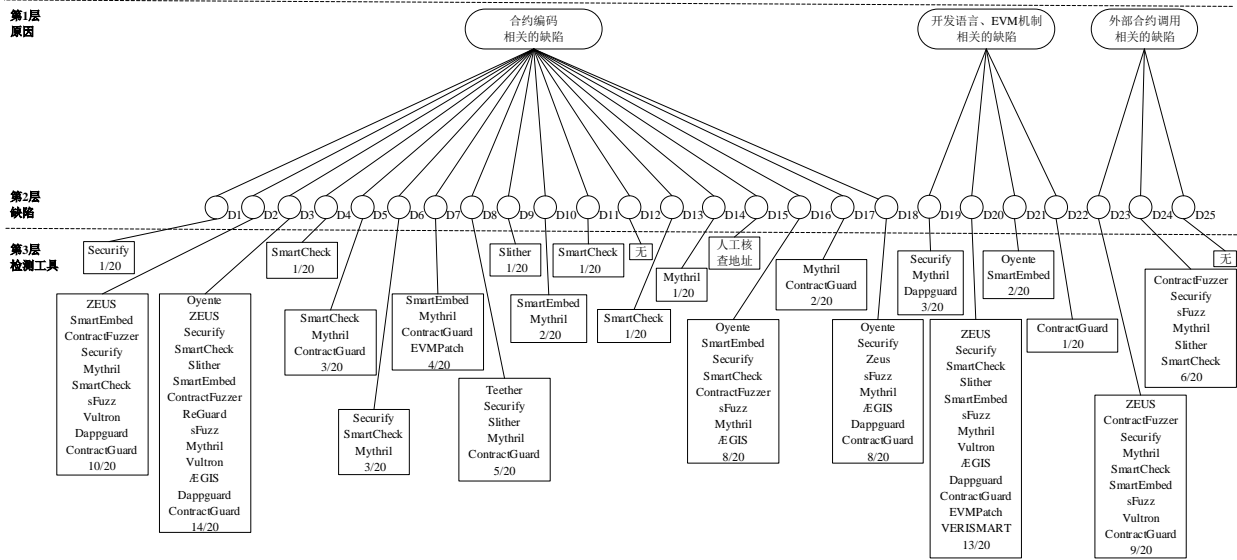 第1层
原因
合约编码
相关的缺陷
开发语言、EVM机制
相关的缺陷
外部合约调用
相关的缺陷
第2层
缺陷
D1
D2
D3
D4
D5
D6
D7
D8
D9
D10
D11
D12
D13
D14
D15
D16
D17
D18
D19
D20
D21
D22
D23
D24
D25
第3层
检测工具
Securify
1/20
ZEUS
SmartEmbed
ContractFuzzer
Securify
Mythril
SmartCheck
sFuzz
Vultron
Dappguard
ContractGuard
10/20
Oyente
ZEUS
Securify
SmartCheck
Slither
SmartEmbed
ContractFuzzer
ReGuard
sFuzz
Mythril
Vultron
ÆGIS
Dappguard
ContractGuard
14/20
SmartCheck
1/20
SmartCheck
Mythril
ContractGuard
3/20
Securify
SmartCheck
Mythril
3/20
SmartEmbed
Mythril
ContractGuard
EVMPatch
4/20
Teether
Securify
Slither
Mythril
ContractGuard
5/20
Slither
1/20
SmartEmbed
Mythril
2/20
SmartCheck
1/20
无
SmartCheck
1/20
Mythril
1/20
人工核
查地址
Oyente
SmartEmbed
Securify
SmartCheck
ContractFuzzer
sFuzz
Mythril
ÆGIS
8/20
Mythril
ContractGuard
2/20
Oyente
Securify
Zeus
sFuzz
Mythril
ÆGIS
Dappguard
ContractGuard
8/20
Securify
Mythril
Dappguard
3/20
ZEUS
Securify
SmartCheck
Slither
SmartEmbed
sFuzz
Mythril
Vultron
ÆGIS
Dappguard
ContractGuard
EVMPatch
VERISMART
13/20
Oyente
SmartEmbed
2/20
ContractGuard
1/20
ZEUS
ContractFuzzer
Securify
Mythril
SmartCheck
SmartEmbed
sFuzz
Vultron
ContractGuard
9/20
ContractFuzzer
Securify
sFuzz
Mythril
Slither
SmartCheck
6/20
无